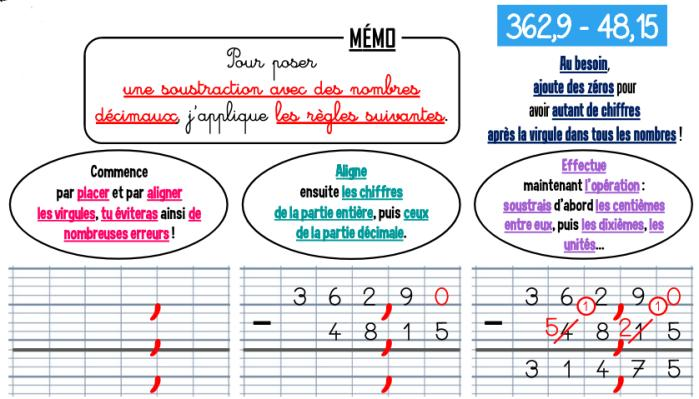 MÉMO
Pour poser
une soustraction avec des nombres
décimaux, j'applique les règles suivantes.
362,9 - 48,15
Au besoin,
ajoute des zéros pour
avoir autant de chiffres
après la virgule dans tous les nombres !
Commence
par placer et par aligner
les virgules, tu éviteras ainsi de
nombreuses erreurs !
Aligne
ensuite les chiffres
de la partie entière, puis ceux
de la partie décimale.
Effectue
maintenant l'opération :
soustrais d'abord les centièmes
entre eux, puis les dixièmes, les
unités...
,
,
,
3 6 2 , 9 0
- 4 8 , 1 5
,
3 6 1 2 , 9 1 0
- 5 4 8 , 2 1 5
3 1 4 , 7 5